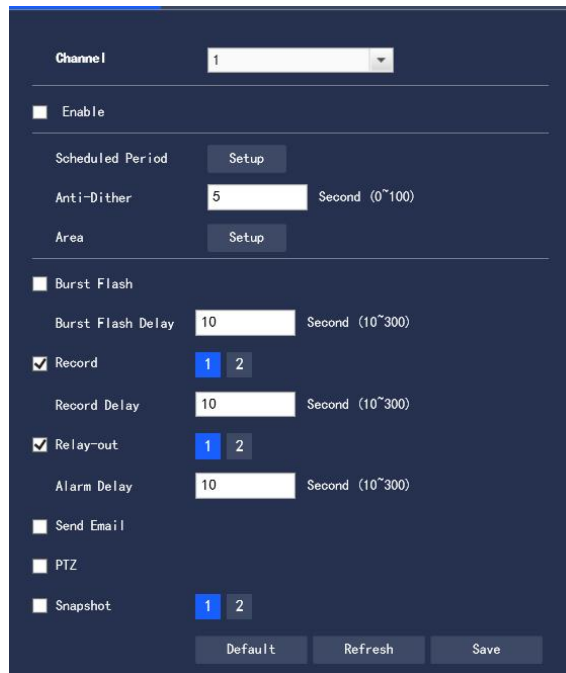 Channel 1
Enable
Scheduled Period Setup
Anti-Dither 5 Second (0~100)
Area Setup
Burst Flash
Burst Flash Delay 10 Second (10~300)
Record 1 2
Record Delay 10 Second (10~300)
Relay-out 1 2
Alarm Delay 10 Second (10~300)
Send Email
PTZ
Snapshot 1 2
Default Refresh Save